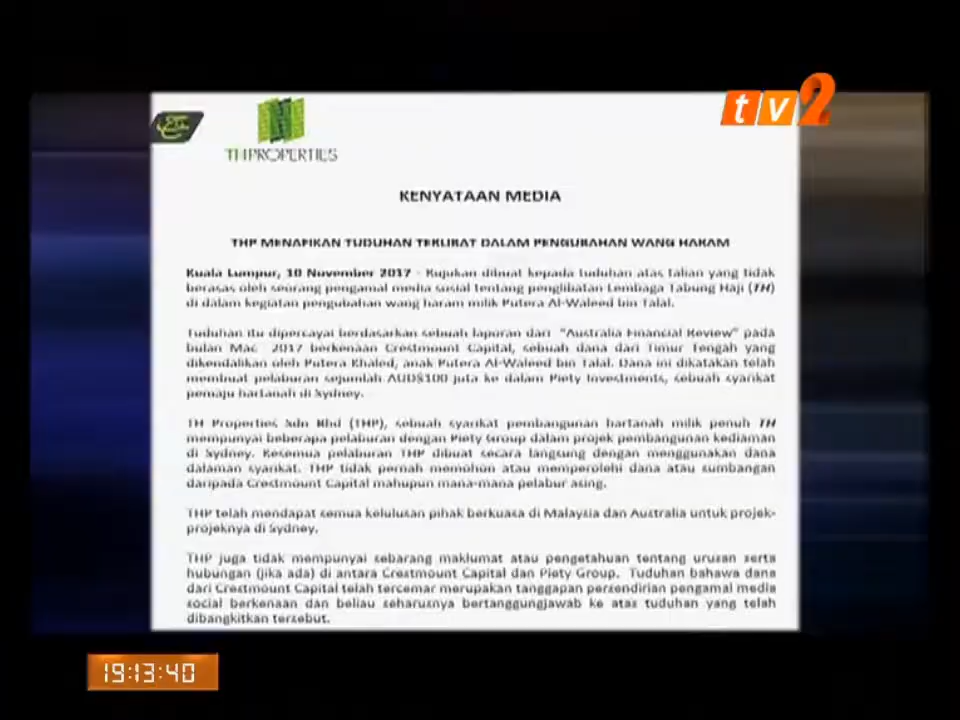 tv2
THPROPERTIES
KENYATAAN MEDIA
THP MENAFIKAN TUDUHAN TERLIBAT DALAM PENGUBAHAN WANG HARAM
Kuala Lumpur, 10 November 2017 - Rujukan dibuat kepada tuduhan atas talian yang tidak
berasas oleh seorang pengamal media sosial tentang penglibatan Lembaga Tabung Haji (TH)
di dalam kegiatan pengubahan wang haram milik Putera Al-Waleed bin Talal.
Tuduhan itu dipercayai berdasarkan sebuah laporan dari "Australia Financial Review" pada
bulan Mac 2017 berkenaan Crestmount Capital, sebuah dana dari Timur Tengah yang
dikendalikan oleh Putera Khaled, anak Putera Al-Waleed bin Talal. Dana ini dikatakan telah
membuat pelaburan sejumlah AUD$100 juta ke dalam Piety Investments, sebuah syarikat
pemaju hartanah di Sydney.
TH Properties Sdn Bhd (THP), sebuah syarikat pembangunan hartanah milik penuh TH
mempunyai beberapa pelaburan dengan Piety Group dalam projek pembangunan kediaman
di Sydney. Kesemua pelaburan THP dibuat secara langsung dengan menggunakan dana
dalaman syarikat. THP tidak pernah memohon atau memperolehi dana atau sumbangan
daripada Crestmount Capital mahupun mana-mana pelabur asing.
THP telah mendapat semua kelulusan pihak berkuasa di Malaysia dan Australia untuk projek-
projeknya di Sydney.
THP juga tidak mempunyai sebarang maklumat atau pengetahuan tentang urusan serta
hubungan (jika ada) di antara Crestmount Capital dan Piety Group. Tuduhan bahawa dana
dari Crestmount Capital telah tercemar merupakan tanggapan persendirian pengamal media
social berkenaan dan beliau seharusnya bertanggungjawab ke atas tuduhan yang telah
dibangkitkan tersebut.
19:13:40